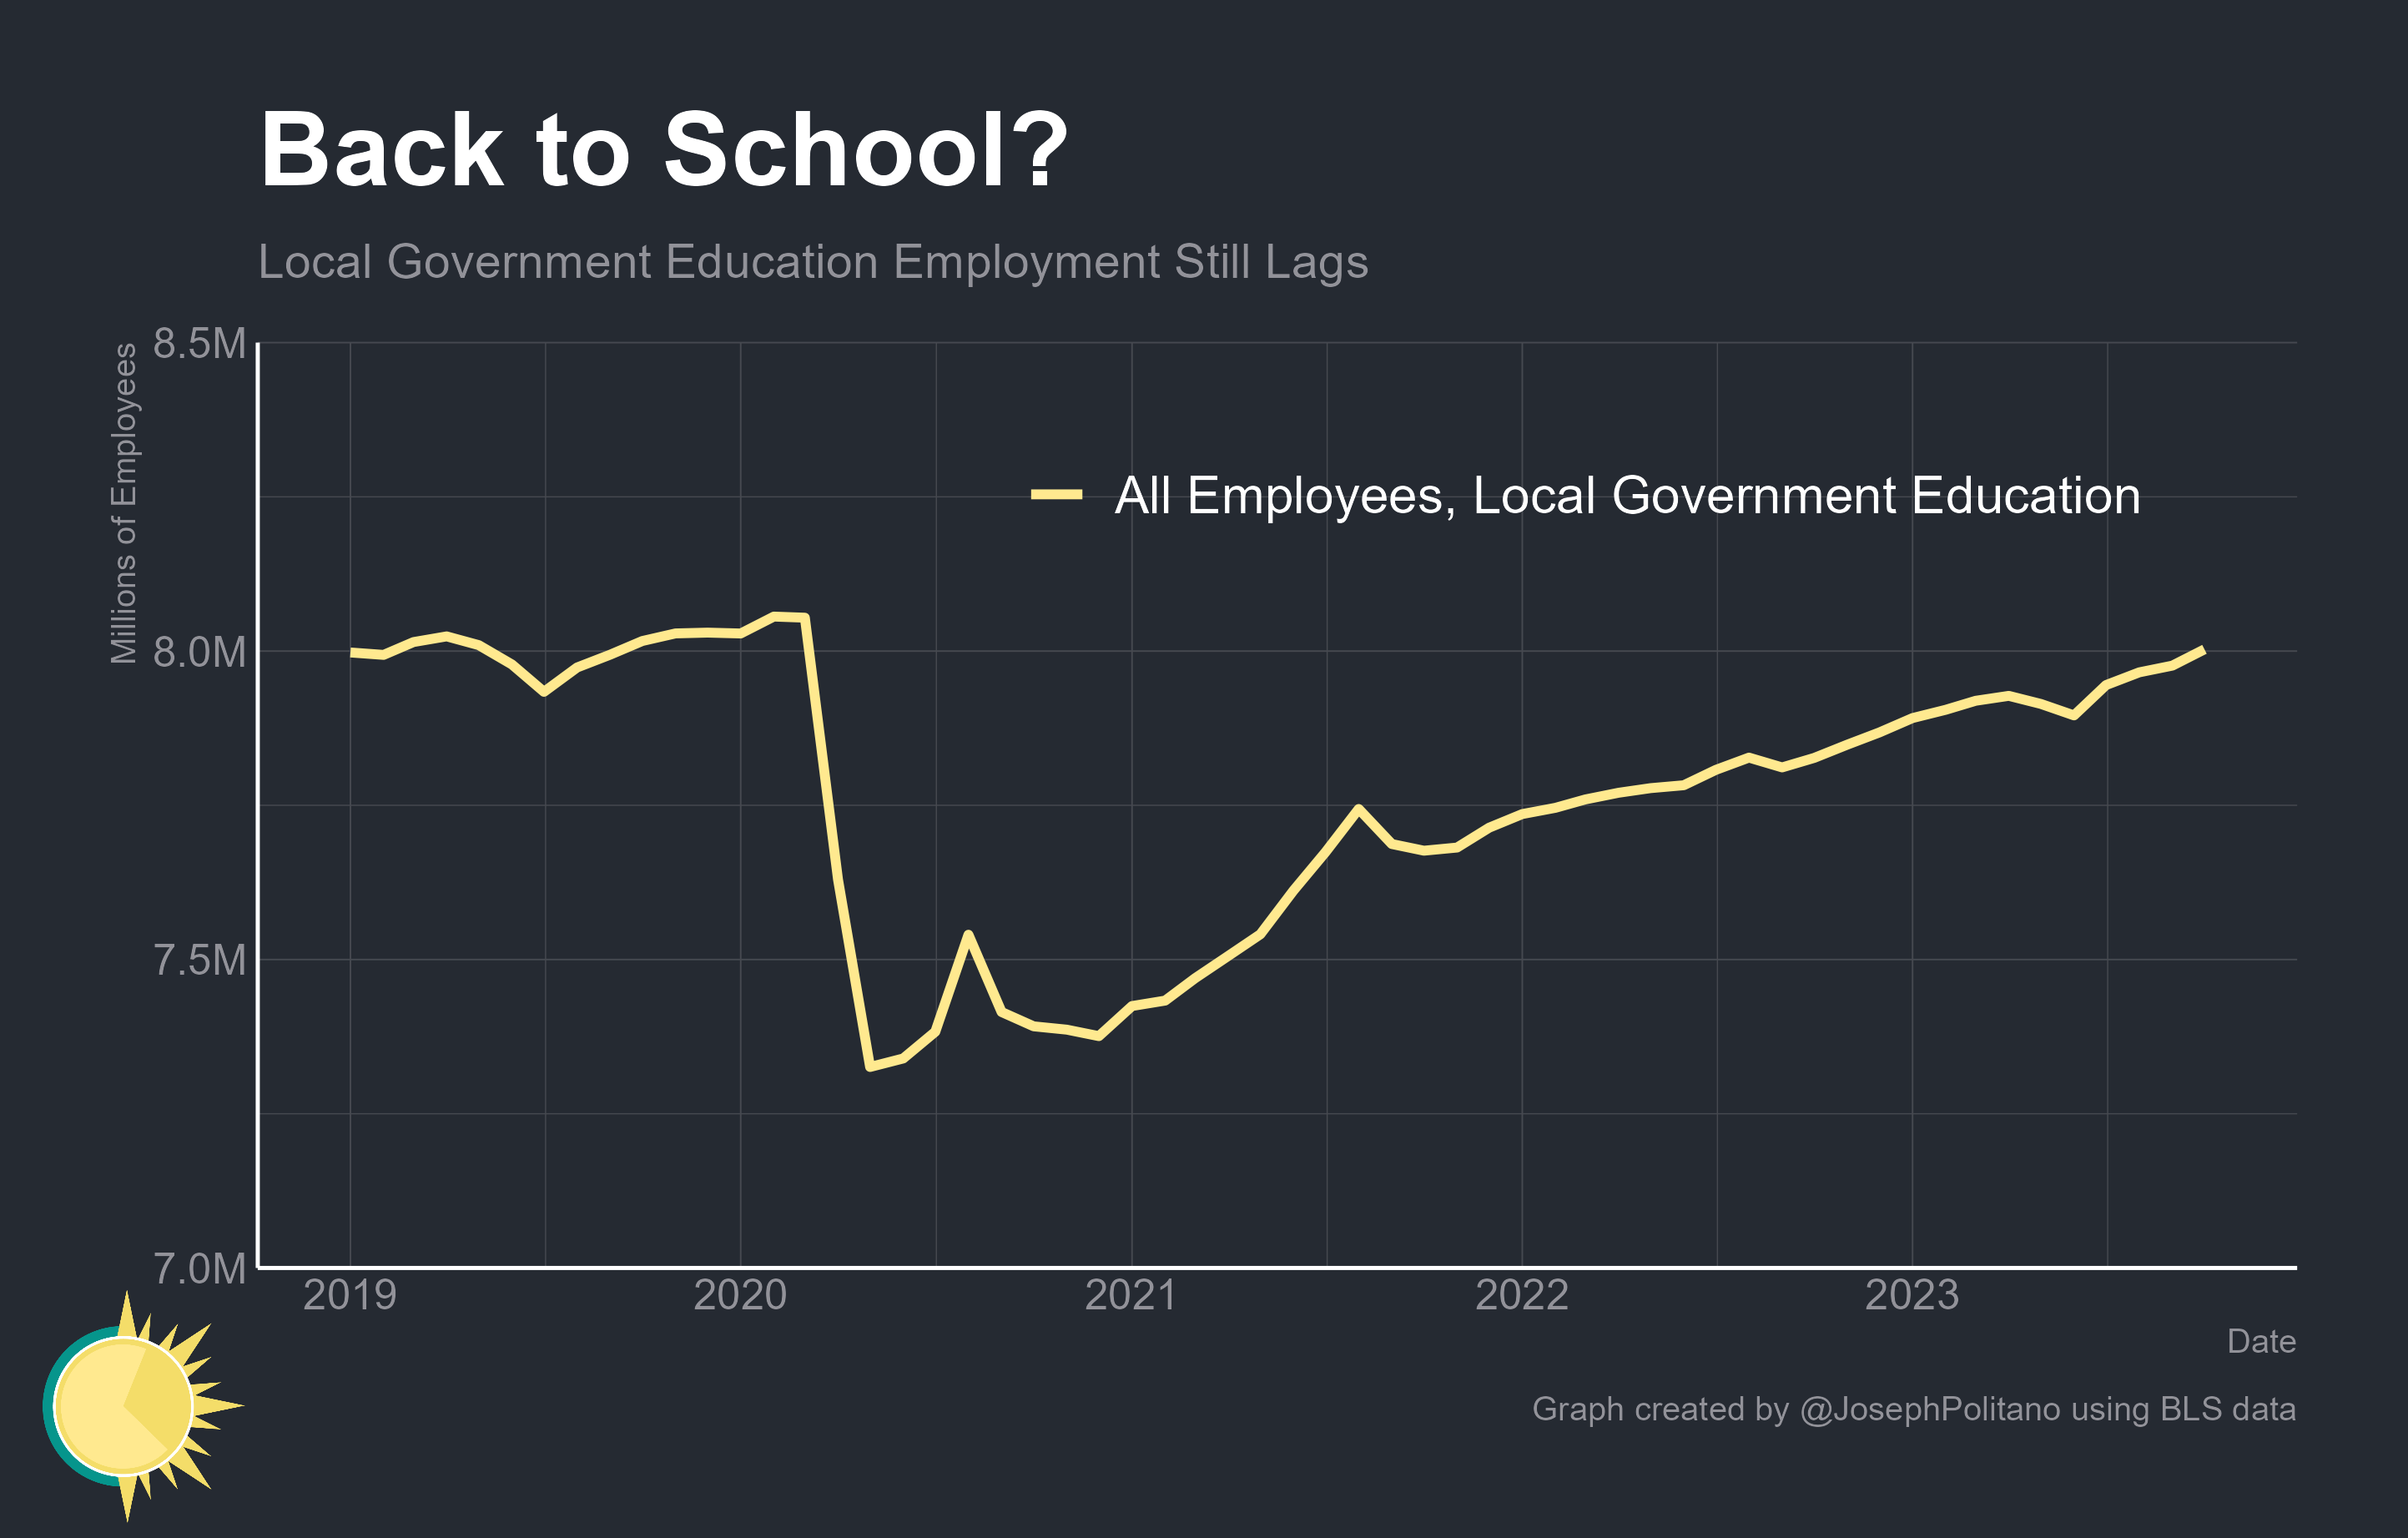 Back to School?
Local Government Education Employment Still Lags
Millions of Employees
8.5M
8.0M
7.5M
7.0M
All Employees, Local Government Education
2019
2020
2021
2022
2023
Date
Graph created by @JosephPolitano using BLS data